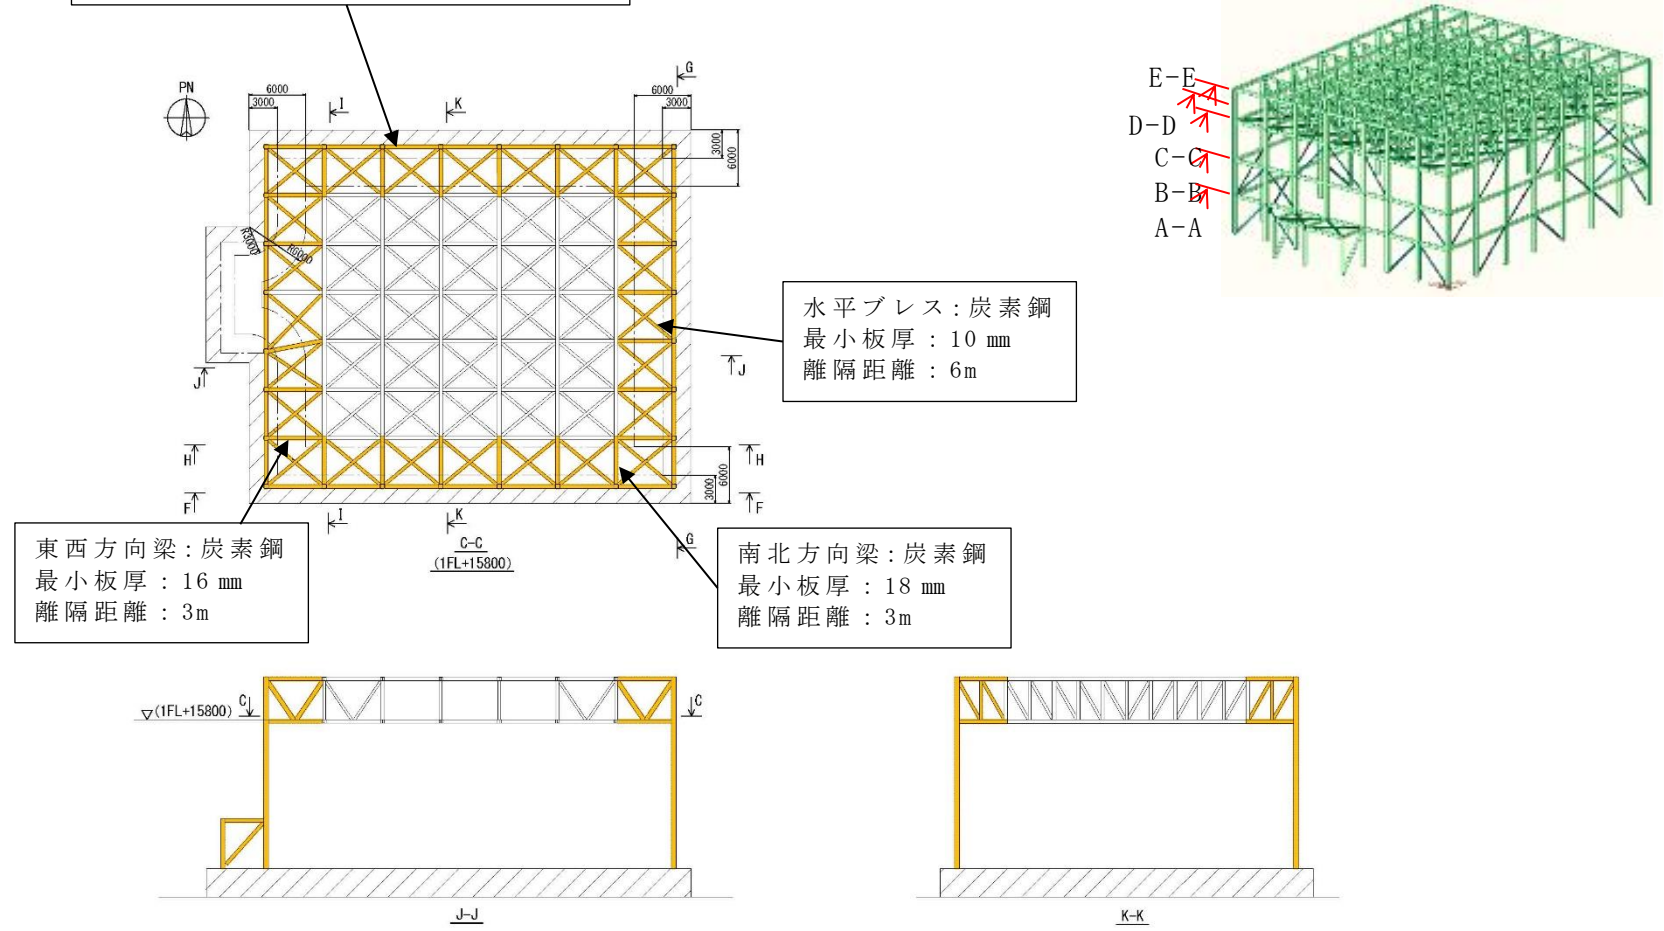 PN
6000
3000
I
K
G
6000
3000
3000
6000
E-E
D-D
C-C
B-B
A-A
R3000
R6000
水平ブレス:炭素鋼
最小板厚:10 mm
離隔距離:6m
J
J
H
H
F
F
3000
6000
I
K
G
C-C
(1FL+15800)
東西方向梁:炭素鋼
最小板厚:16 mm
離隔距離:3m
南北方向梁:炭素鋼
最小板厚:18 mm
離隔距離:3m
▽(1FL+15800)
C
C
J-J
K-K